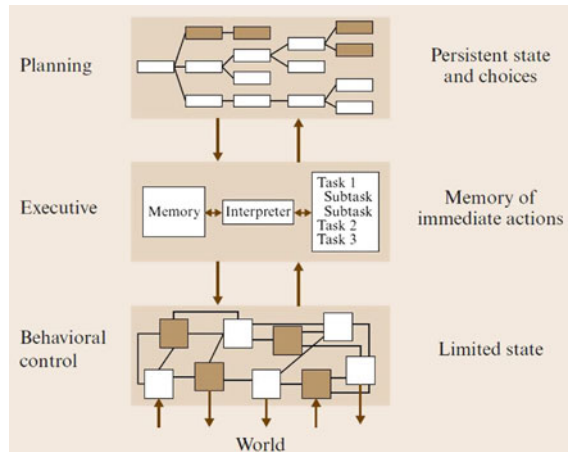 Planning
Persistent state
and choices
Executive
Memory
Interpreter
Task 1
Subtask
Subtask
Task 2
Task 3
Memory of
immediate actions
Behavioral
control
Limited state
World